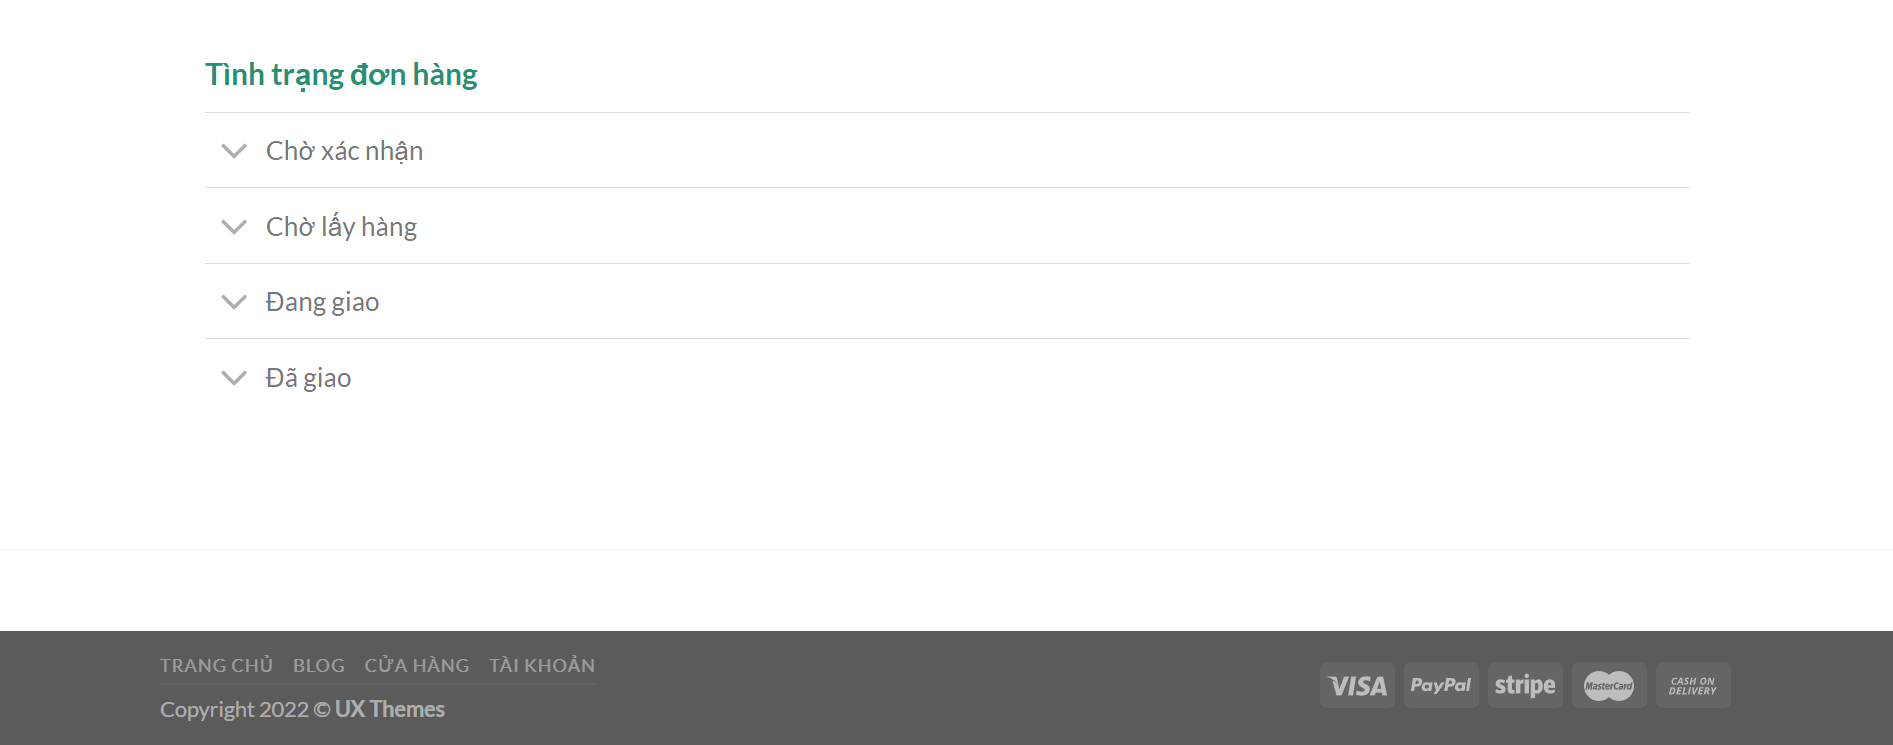 Tình trạng đơn hàng
Chờ xác nhận
Chờ lấy hàng
Đang giao
Đã giao
TRANG CHỦ BLOG CỬA HÀNG TÀI KHOẢN
Copyright 2022 © UX Themes
VISA PayPal stripe MasterCard CASH ON DELIVERY